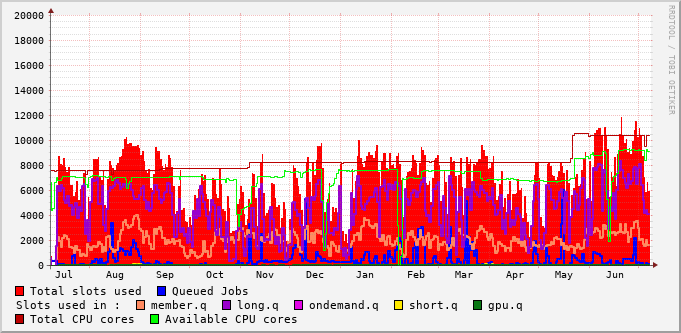 20000
18000
16000
14000
12000
10000
8000
6000
4000
2000
0
Jul Aug Sep Oct Nov Dec Jan Feb Mar Apr May Jun
Total slots used Queued Jobs
Slots used in : member.q long.q ondemand.q short.q gpu.q
Total CPU cores Available CPU cores
RRDTOOL / TOBI OETIKER